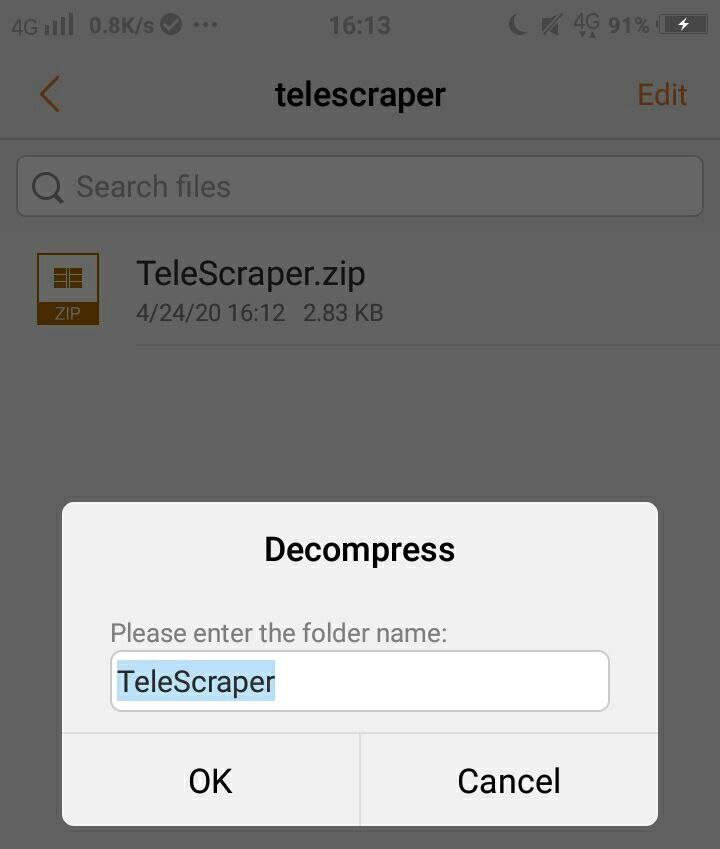 4G 0.8K/s ... 16:13 4G 91%
telescraper Edit
Search files
TeleScraper.zip
ZIP 4/24/20 16:12 2.83 KB
Decompress
Please enter the folder name:
TeleScraper
OK Cancel